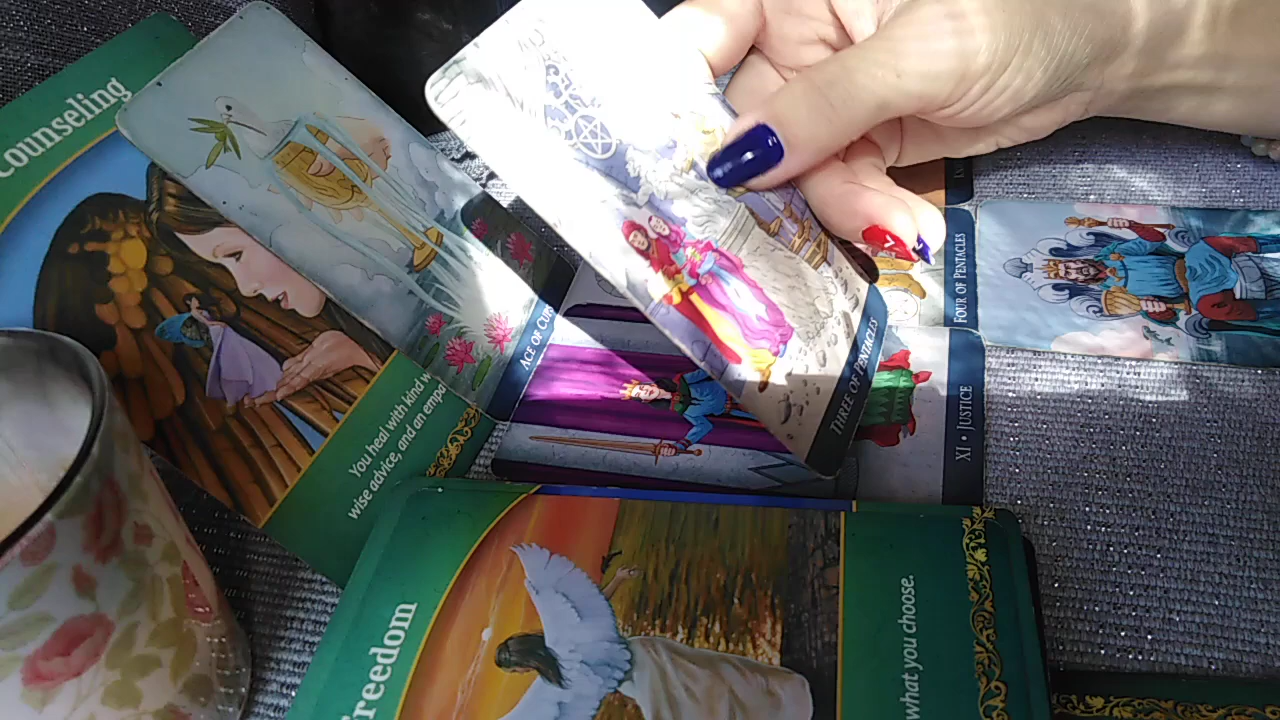 Counseling
You heal with kind
wise advice, and an
ACE OF CUPS
THREE OF PENTACLES
FOUR OF PENTACLES
XI • JUSTICE
Freedom
what you choose.